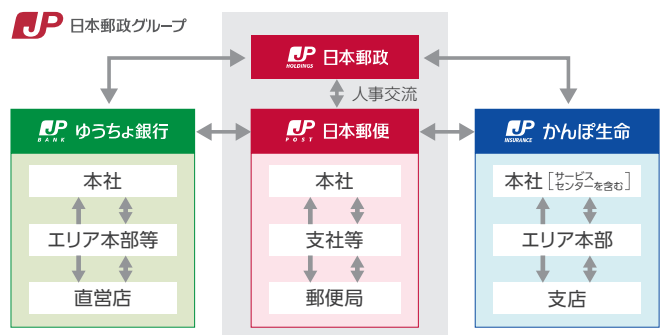 JP 日本郵政グループ
JP HOLDINGS 日本郵政
人事交流
JP BANK ゆうちょ銀行
本社
エリア本部等
直営店
JP POST 日本郵便
本社
支社等
郵便局
JP INSURANCE かんぽ生命
本社［サービス
センターを含む］
エリア本部
支店